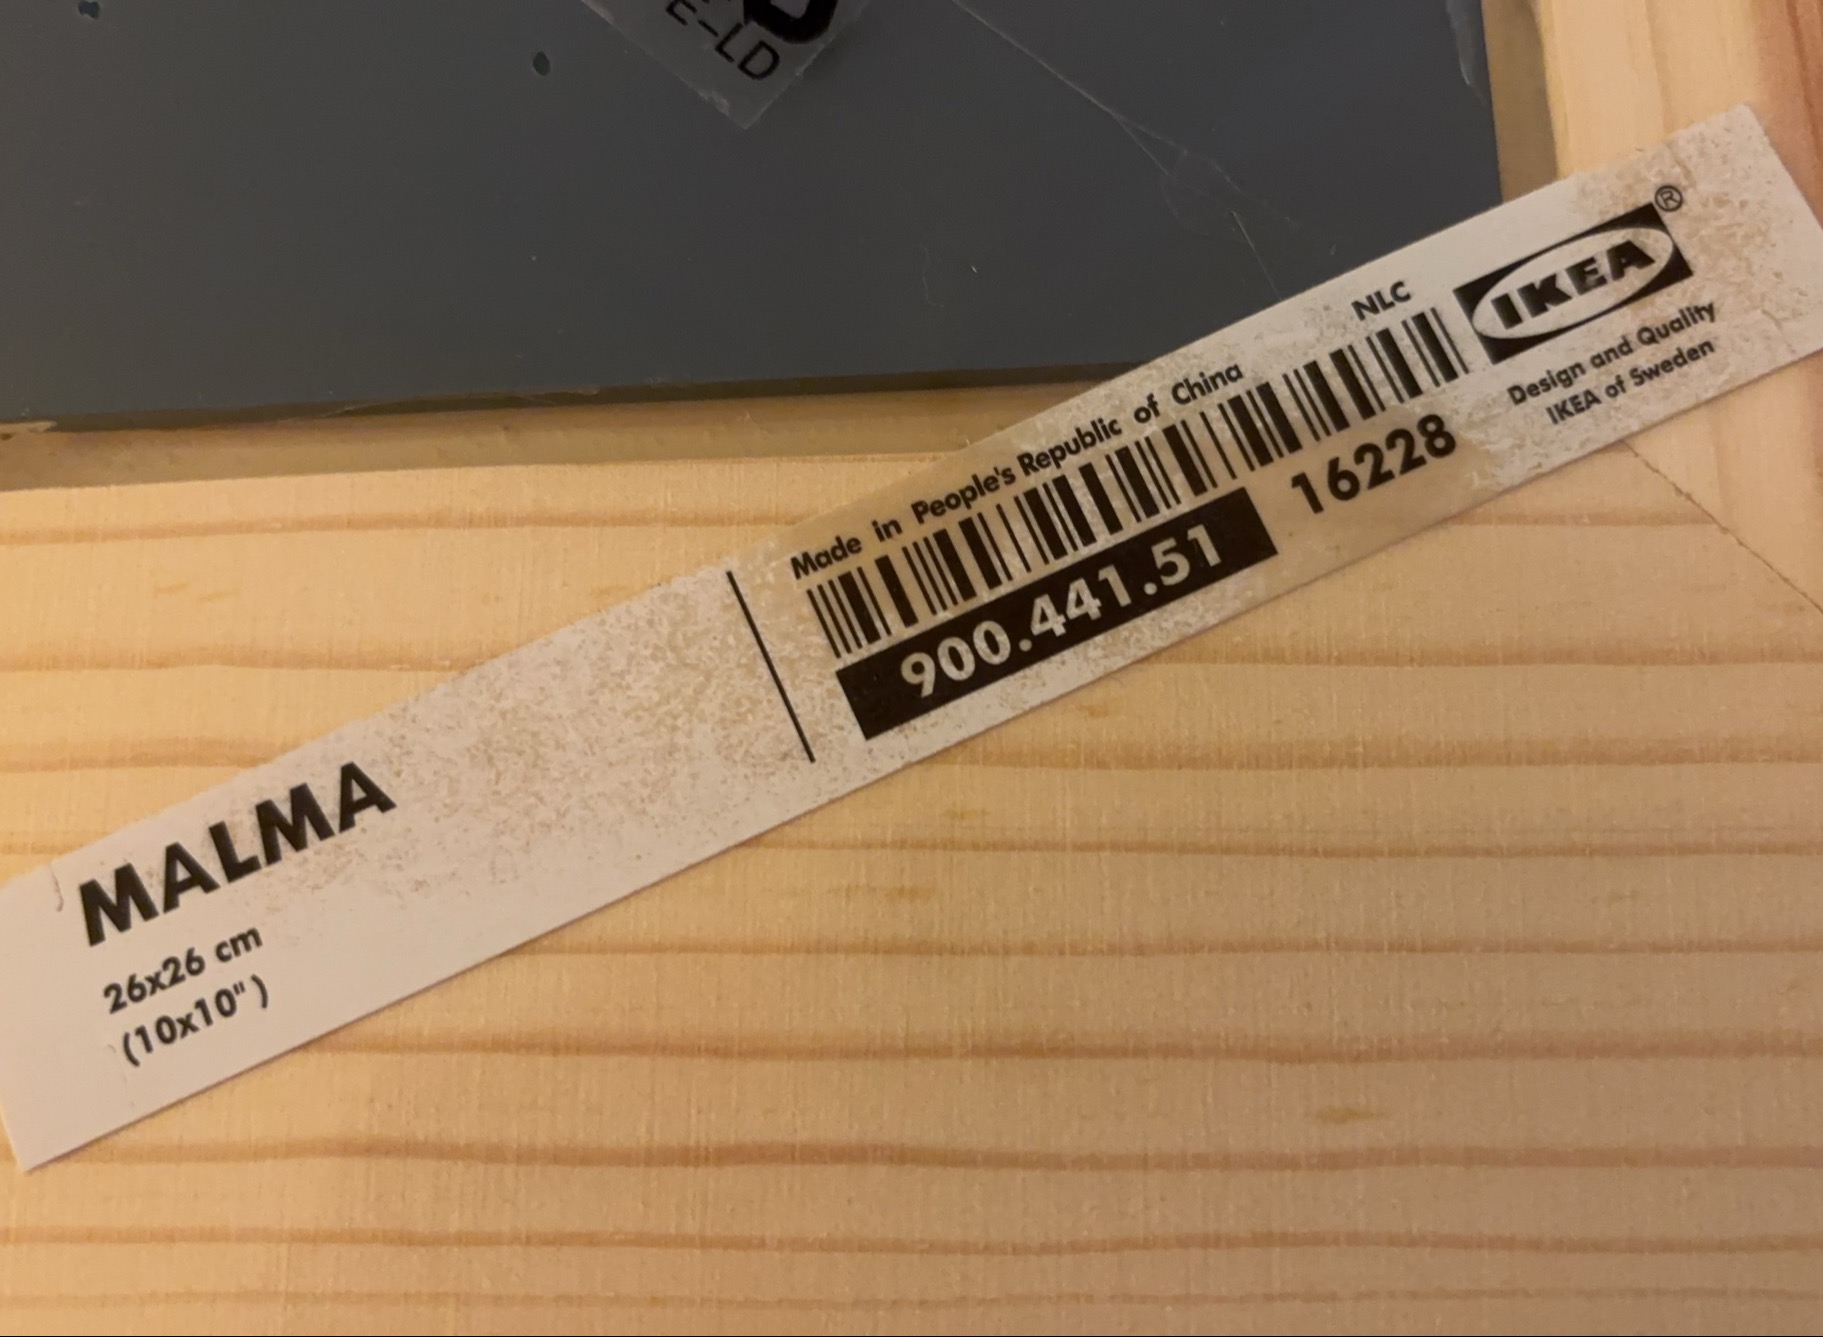 E-LD
NLC
IKEA®
Made in People's Republic of China
Design and Quality
IKEA of Sweden
900.441.51
16228
MALMA
26x26 cm
(10x10")